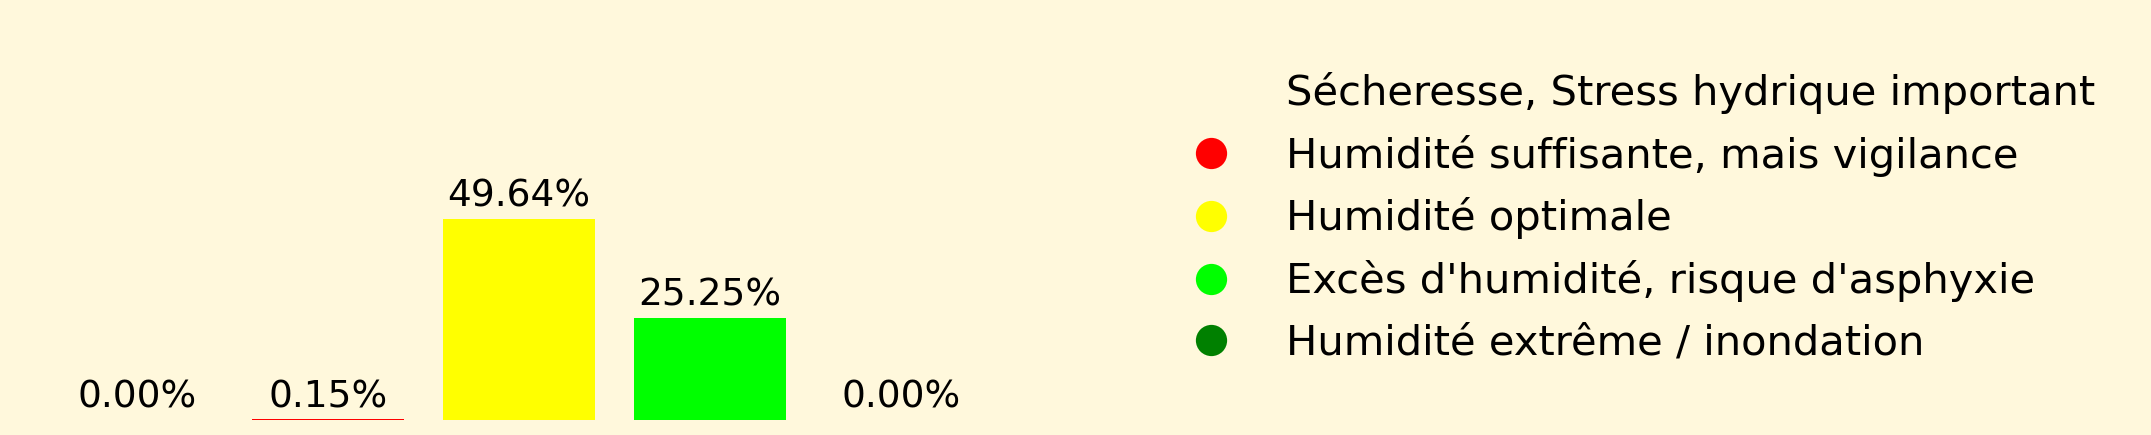 49.64%
25.25%
0.00%
0.15%
0.00%
Sécheresse, Stress hydrique important
Humidité suffisante, mais vigilance
Humidité optimale
Excès d'humidité, risque d'asphyxie
Humidité extrême / inondation